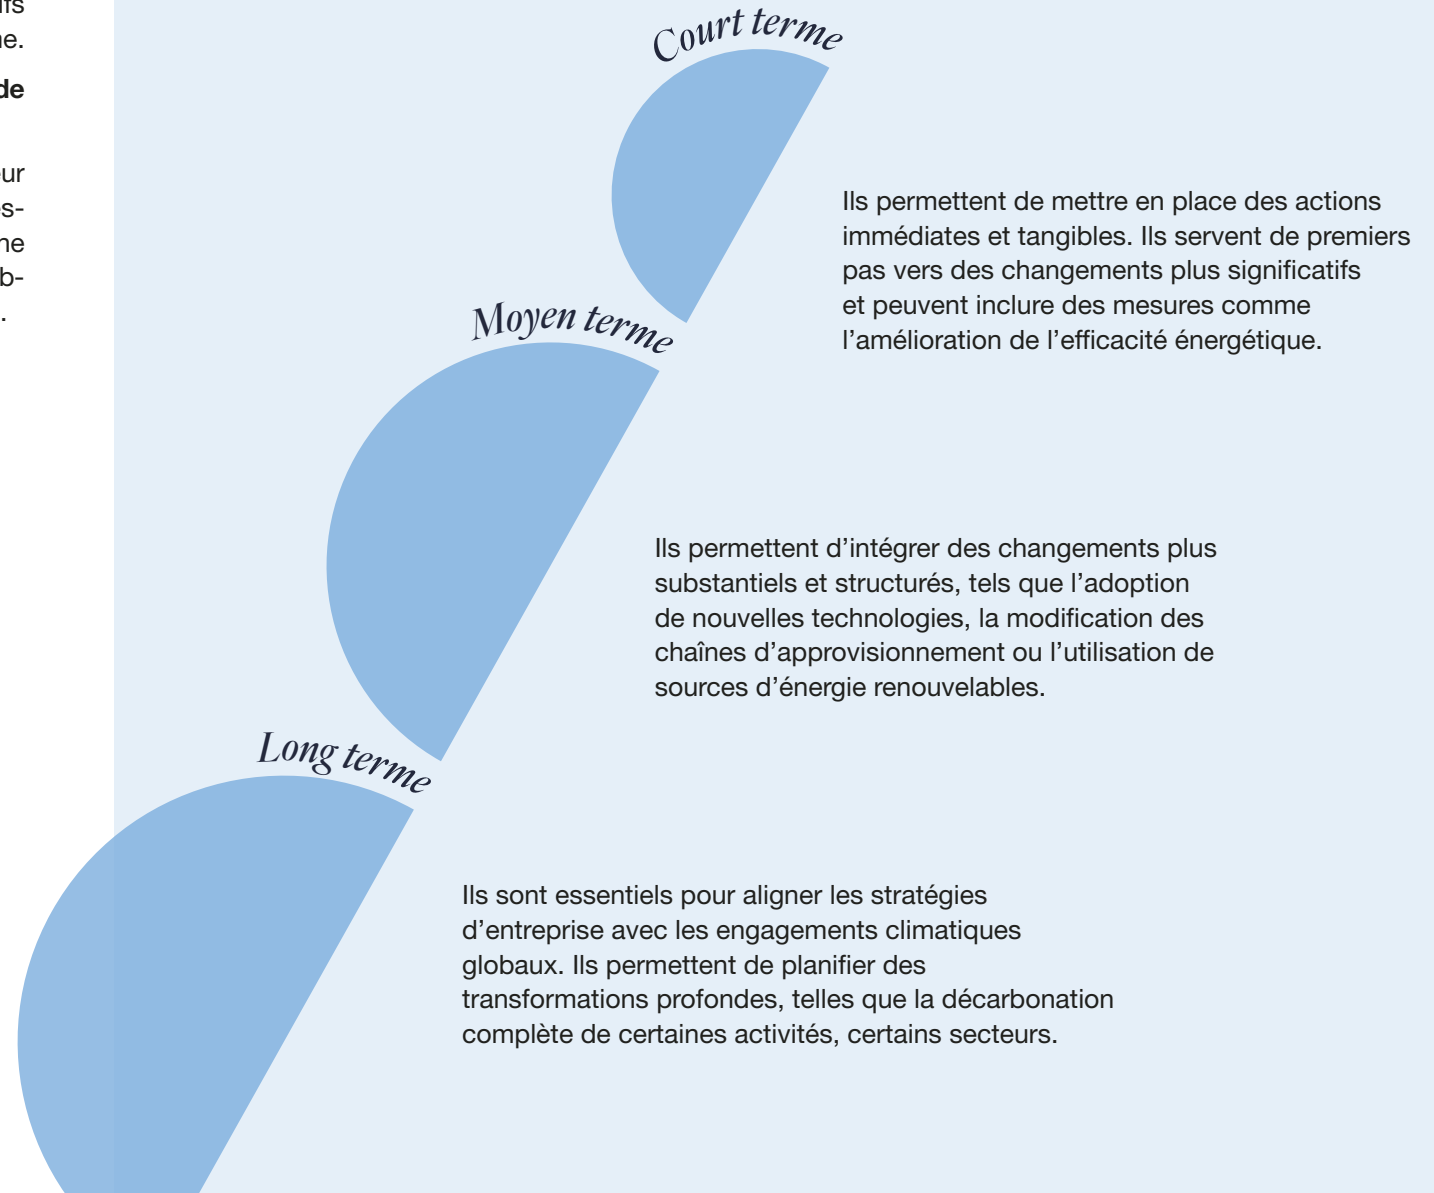 de
Court terme
Ils permettent de mettre en place des actions
immédiates et tangibles. Ils servent de premiers
pas vers des changements plus significatifs
et peuvent inclure des mesures comme
l’amélioration de l’efficacité énergétique.
Moyen terme
Ils permettent d’intégrer des changements plus
substantiels et structurés, tels que l’adoption
de nouvelles technologies, la modification des
chaînes d’approvisionnement ou l’utilisation de
sources d’énergie renouvelables.
Long terme
Ils sont essentiels pour aligner les stratégies
d’entreprise avec les engagements climatiques
globaux. Ils permettent de planifier des
transformations profondes, telles que la décarbonation
complète de certaines activités, certains secteurs.